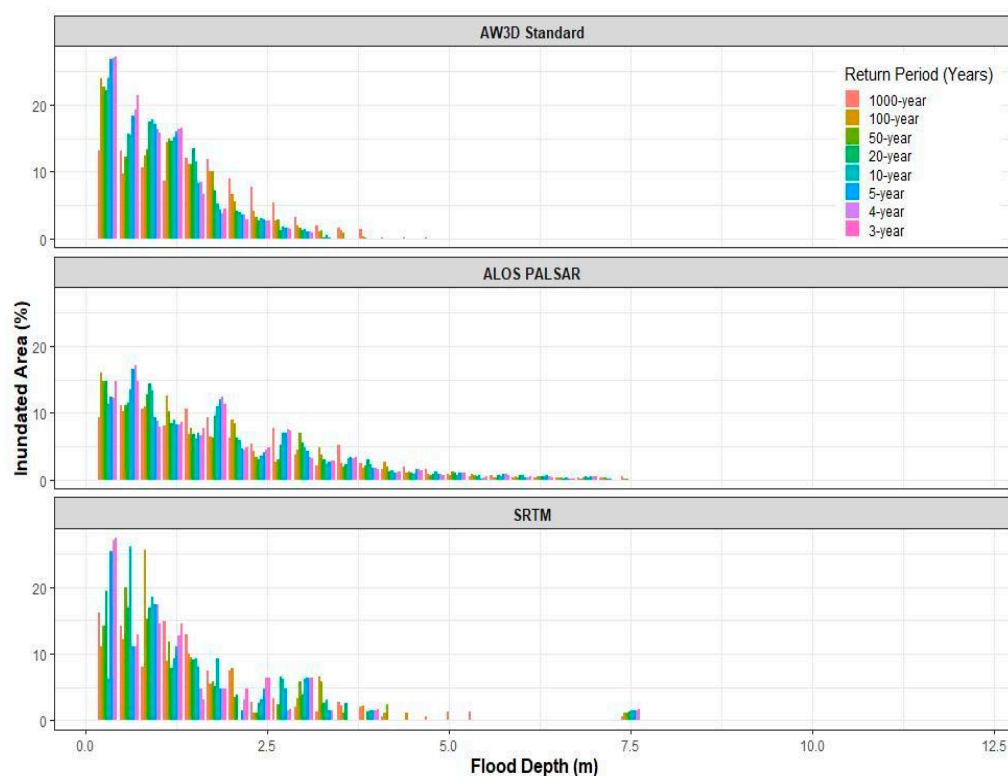 AW3D Standard
Return Period (Years)
1000-year
100-year
50-year
20-year
10-year
5-year
4-year
3-year
20
10
0
ALOS PALSAR
20
10
0
Inundated Area (%)
SRTM
20
10
0
0.0 2.5 5.0 7.5 10.0 12.5
Flood Depth (m)